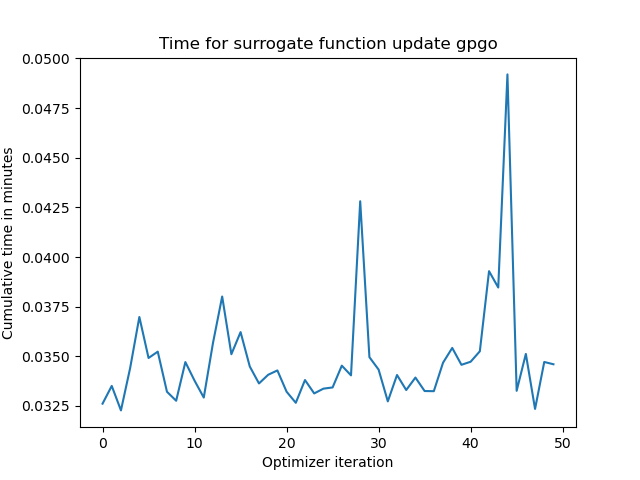 Time for surrogate function update gpgo
0.0500
0.0475
0.0450
0.0425
0.0400
0.0375
0.0350
0.0325
Cumulative time in minutes
0 10 20 30 40 50
Optimizer iteration